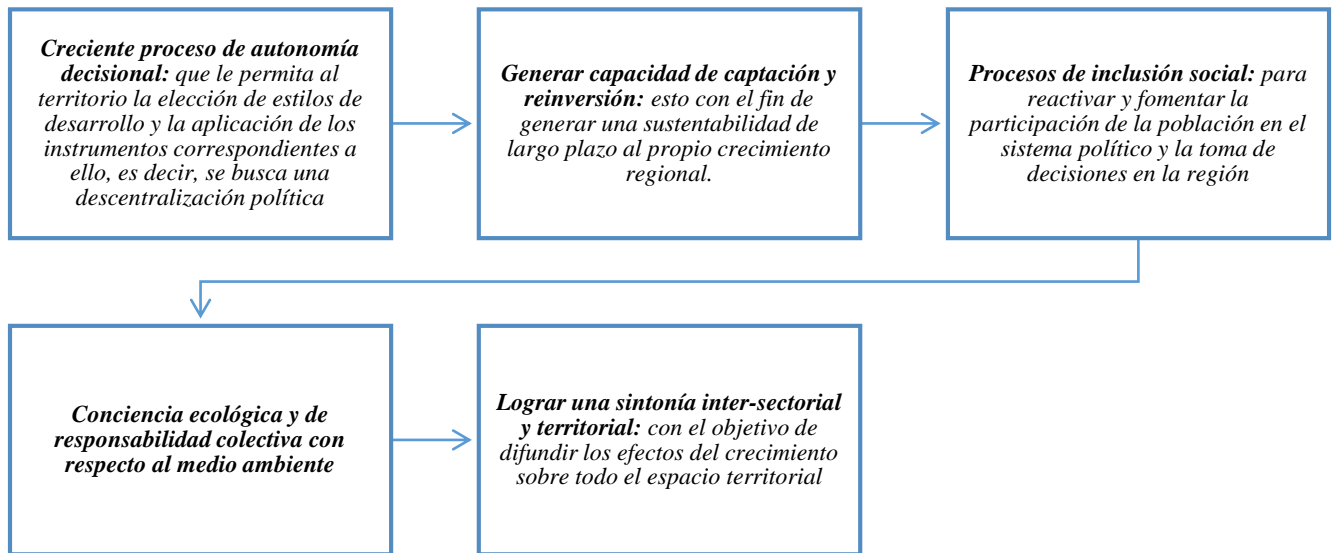 Creciente proceso de autonomía
decisional: que le permita al
territorio la elección de estilos de
desarrollo y la aplicación de los
instrumentos correspondientes a
ello, es decir, se busca una
descentralización política
Generar capacidad de captación y
reinversión: esto con el fin de
generar una sustentabilidad de
largo plazo al propio crecimiento
regional.
Procesos de inclusión social: para
reactivar y fomentar la
participación de la población en el
sistema político y la toma de
decisiones en la región
Conciencia ecológica y de
responsabilidad colectiva con
respecto al medio ambiente
Lograr una sintonía inter-sectorial
y territorial: con el objetivo de
difundir los efectos del crecimiento
sobre todo el espacio territorial